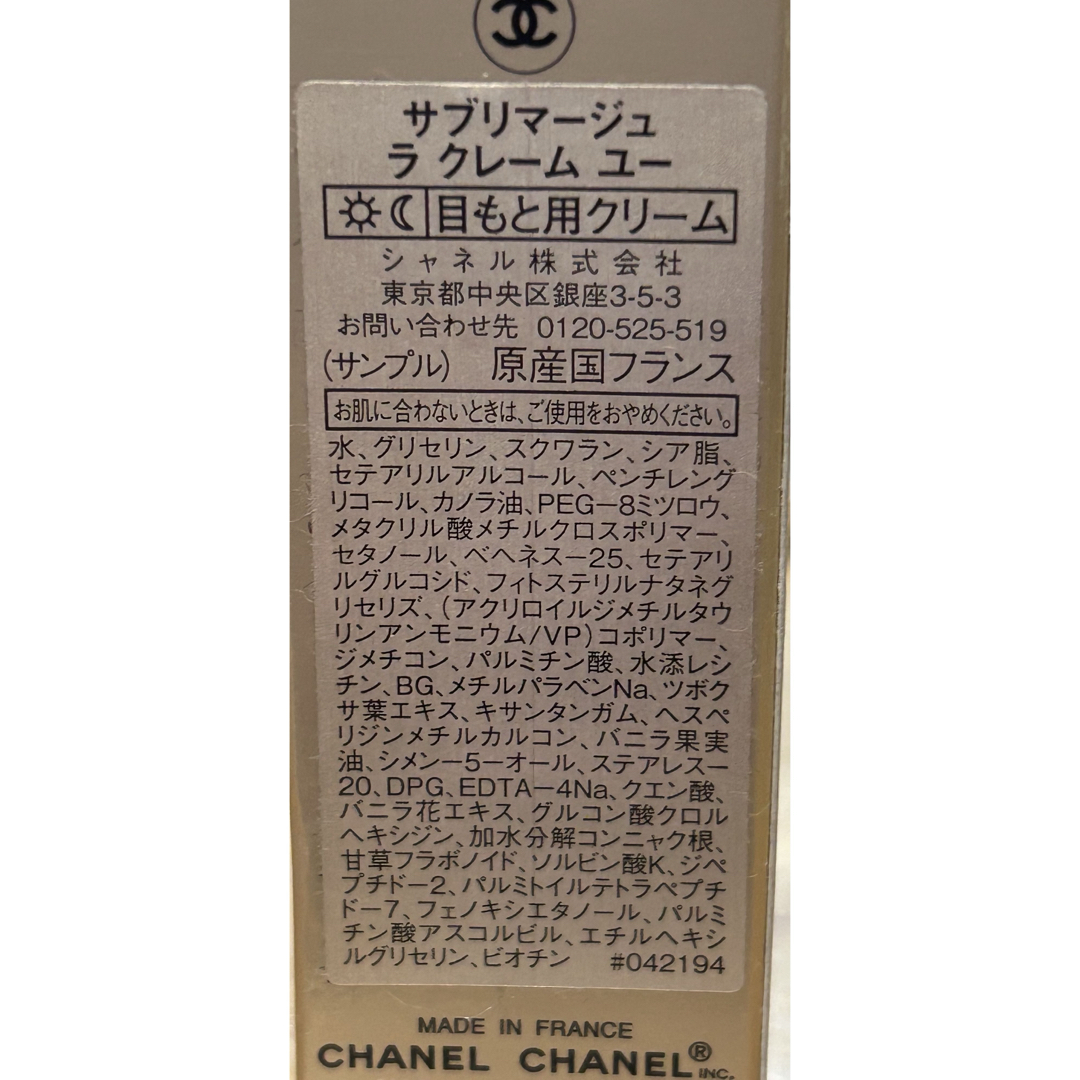 サブリマージュ
ラ クレーム ユー
目もと用クリーム
シャネル株式会社
東京都中央区銀座3-5-3
お問い合わせ先 0120-525-519
(サンプル) 原産国フランス
お肌に合わないときは、ご使用をおやめください。
水、グリセリン、スクワラン、シア脂、
セテアリルアルコール、ペンチレング
リコール、カノラ油、PEG-8ミツロウ、
メタクリル酸メチルクロスポリマー、
セタノール、ベヘネス-25、セテアリ
ルグルコシド、フィトステリルナタネグ
リセリズ、(アクリロイルジメチルタウ
リンアンモニウム/VP)コポリマー、
ジメチコン、パルミチン酸、水添レシ
チン、BG、メチルパラベンNa、ツボク
サ葉エキス、キサンタンガム、ヘスペ
リジンメチルカルコン、バニラ果実
油、シメン-5-オール、ステアレス-
20、DPG、EDTA-4Na、クエン酸、
バニラ花エキス、グルコン酸クロル
ヘキシジン、加水分解コンニャク根、
甘草フラボノイド、ソルビン酸K、ジペ
プチド-2、パルミトイルテトラペプチ
ド-7、フェノキシエタノール、パルミ
チン酸アスコルビル、エチルヘキシ
ルグリセリン、ビオチン #042194
MADE IN FRANCE
CHANEL CHANEL® INC.